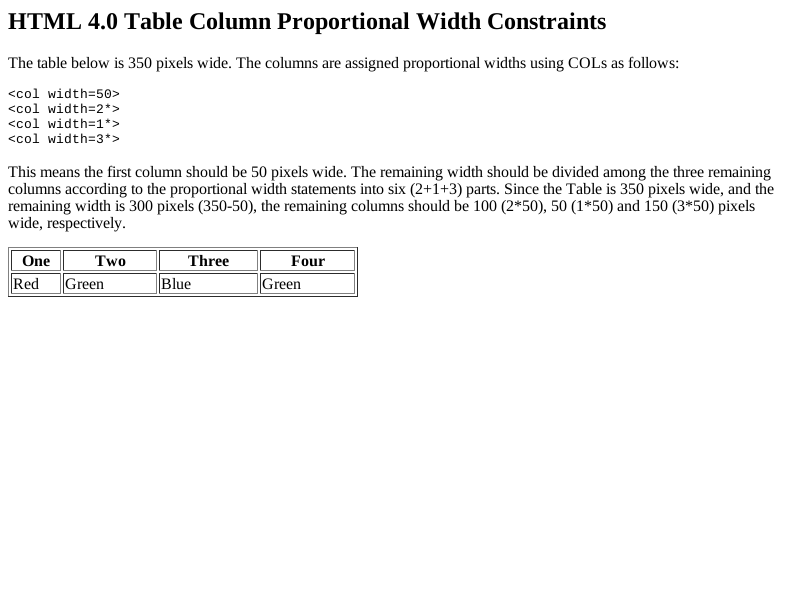 HTML 4.0 Table Column Proportional Width Constraints
The table below is 350 pixels wide. The columns are assigned proportional widths using COLs as follows:
<col width=50>
<col width=2*>
<col width=1*>
<col width=3*>
This means the first column should be 50 pixels wide. The remaining width should be divided among the three remaining
columns according to the proportional width statements into six (2+1+3) parts. Since the Table is 350 pixels wide, and the
remaining width is 300 pixels (350-50), the remaining columns should be 100 (2*50), 50 (1*50) and 150 (3*50) pixels
wide, respectively.
One Two Three Four
Red Green Blue Green